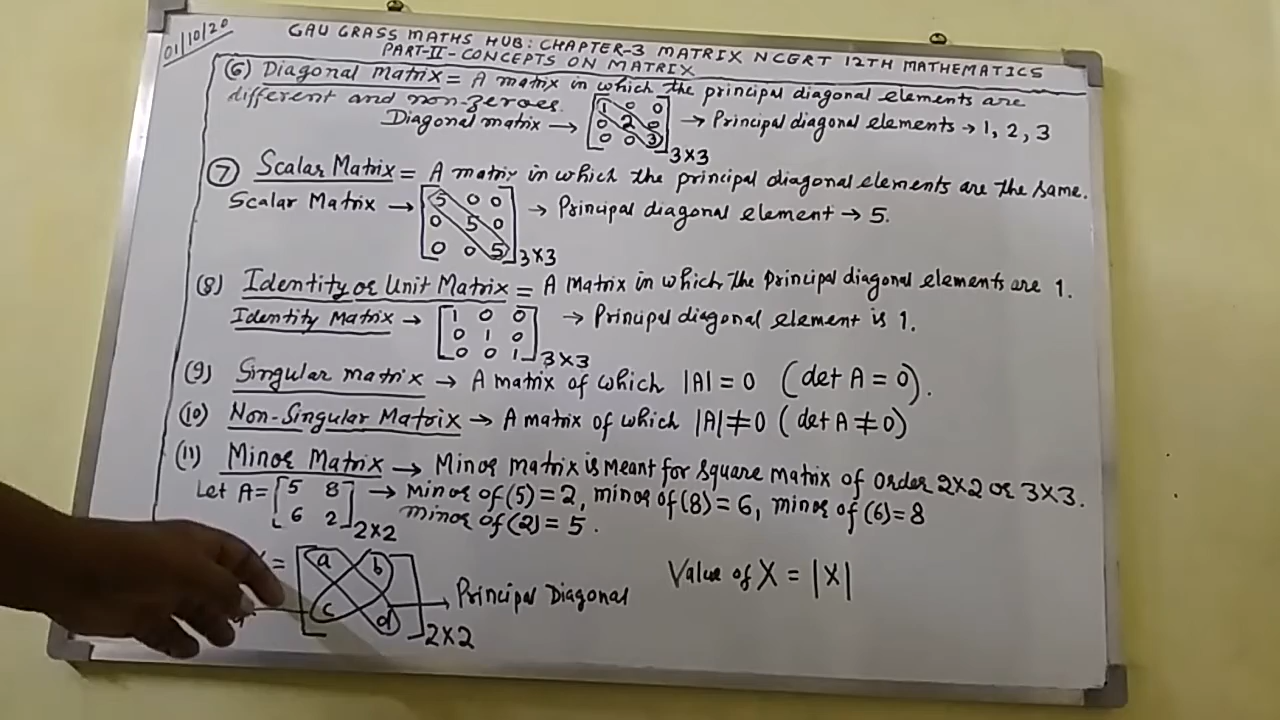 01/10/20
GAU GRASS MATHS HUB: CHAPTER-3 MATRIX NCERT 12TH MATHEMATICS
PART-II-CONCEPTS ON MATRIX
(6) Diagonal Matrix = A matrix in which the principal diagonal elements are
different and non-zeroes.
Diagonal matrix → [1 0 0
0 2 0
0 0 3] 3×3 → Principal diagonal elements → 1, 2, 3
(7) Scalar Matrix = A matrix in which the principal diagonal elements are the same.
Scalar Matrix → [5 0 0
0 5 0
0 0 5] 3×3 → Principal diagonal element → 5.
(8) Identity or Unit Matrix = A Matrix in which the principal diagonal elements are 1.
Identity Matrix → [1 0 0
0 1 0
0 0 1] 3×3 → Principal diagonal element is 1.
(9) Singular matrix → A matrix of which |A| = 0 (det A = 0).
(10) Non-Singular Matrix → A matrix of which |A| ≠ 0 (det A ≠ 0)
(11) Minor Matrix → Minor matrix is meant for square matrix of order 2×2 or 3×3.
Let A = [5 8
6 2] 2×2 → minor of (5) = 2, minor of (8) = 6, minor of (6) = 8
minor of (2) = 5.
= [a b
c d] 2×2 → Principal Diagonal
Value of X = |X|